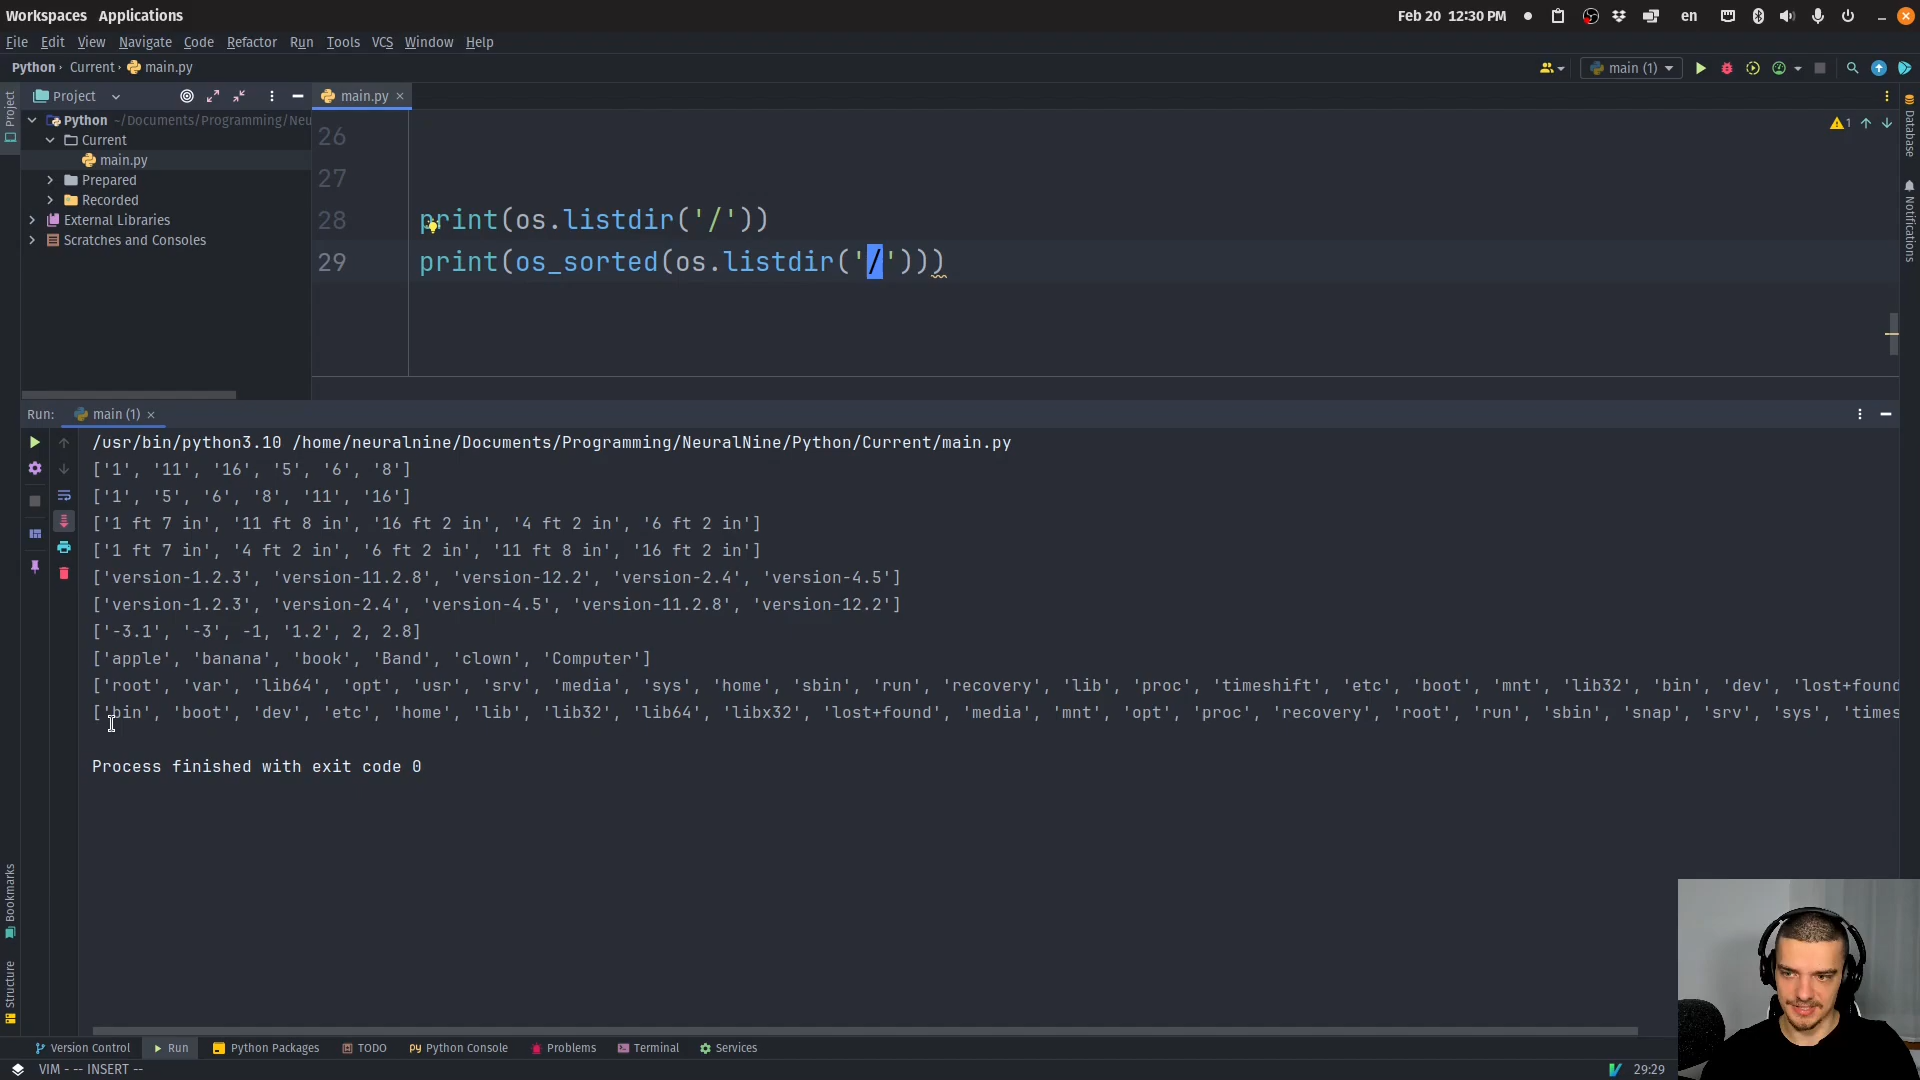 Workspaces Applications
Feb 20 12:30 PM
en
File Edit View Navigate Code Refactor Run Tools VCS Window Help
Python Current main.py
main (1)
Project
main.py
Python ~/Documents/Programming/Neu
Current
main.py
Prepared
Recorded
External Libraries
Scratches and Consoles
Project
Database
Notifications
1
26
27
28 print(os.listdir('/'))
29 print(os_sorted(os.listdir('/')))
Run: main (1)
/usr/bin/python3.10 /home/neuralnine/Documents/Programming/NeuralNine/Python/Current/main.py
['1', '11', '16', '5', '6', '8']
['1', '5', '6', '8', '11', '16']
['1 ft 7 in', '11 ft 8 in', '16 ft 2 in', '4 ft 2 in', '6 ft 2 in']
['1 ft 7 in', '4 ft 2 in', '6 ft 2 in', '11 ft 8 in', '16 ft 2 in']
['version-1.2.3', 'version-11.2.8', 'version-12.2', 'version-2.4', 'version-4.5']
['version-1.2.3', 'version-2.4', 'version-4.5', 'version-11.2.8', 'version-12.2']
['-3.1', '-3', -1, '1.2', 2, 2.8]
['apple', 'banana', 'book', 'Band', 'clown', 'Computer']
['root', 'var', 'lib64', 'opt', 'usr', 'srv', 'media', 'sys', 'home', 'sbin', 'run', 'recovery', 'lib', 'proc', 'timeshift', 'etc', 'boot', 'mnt', 'lib32', 'bin', 'dev', 'lost+found
['bin', 'boot', 'dev', 'etc', 'home', 'lib', 'lib32', 'lib64', 'libx32', 'lost+found', 'media', 'mnt', 'opt', 'proc', 'recovery', 'root', 'run', 'sbin', 'snap', 'srv', 'sys', 'times
Process finished with exit code 0
Bookmarks
Structure
Version Control Run Python Packages TODO Python Console Problems Terminal Services
VIM - -- INSERT --
29:29